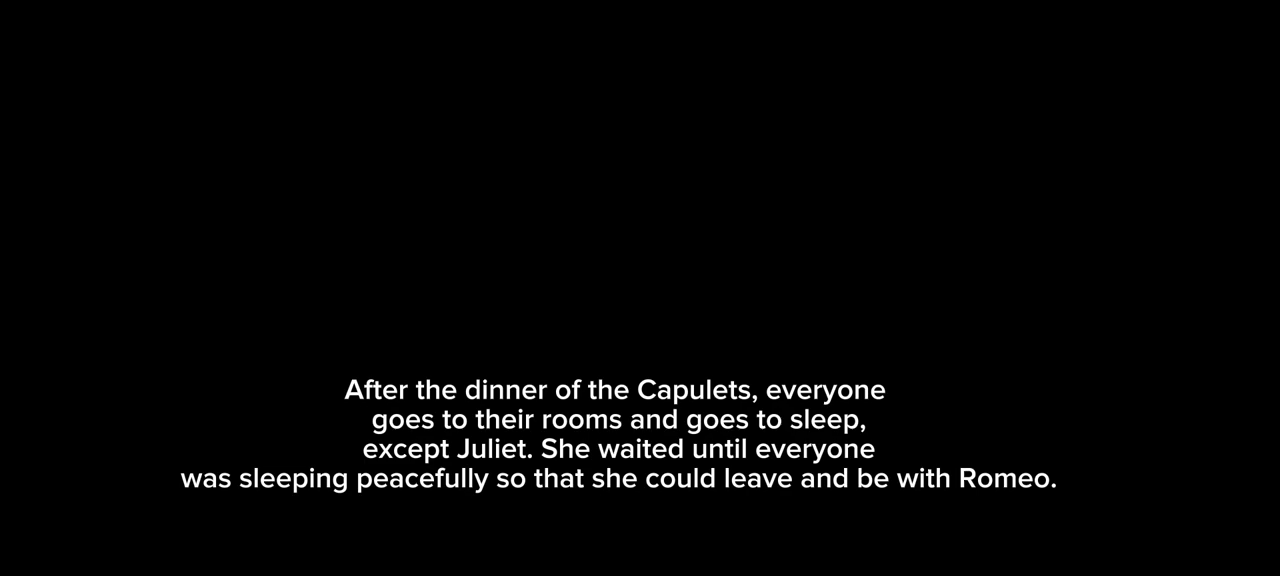 After the dinner of the Capulets, everyone
goes to their rooms and goes to sleep,
except Juliet. She waited until everyone
was sleeping peacefully so that she could leave and be with Romeo.